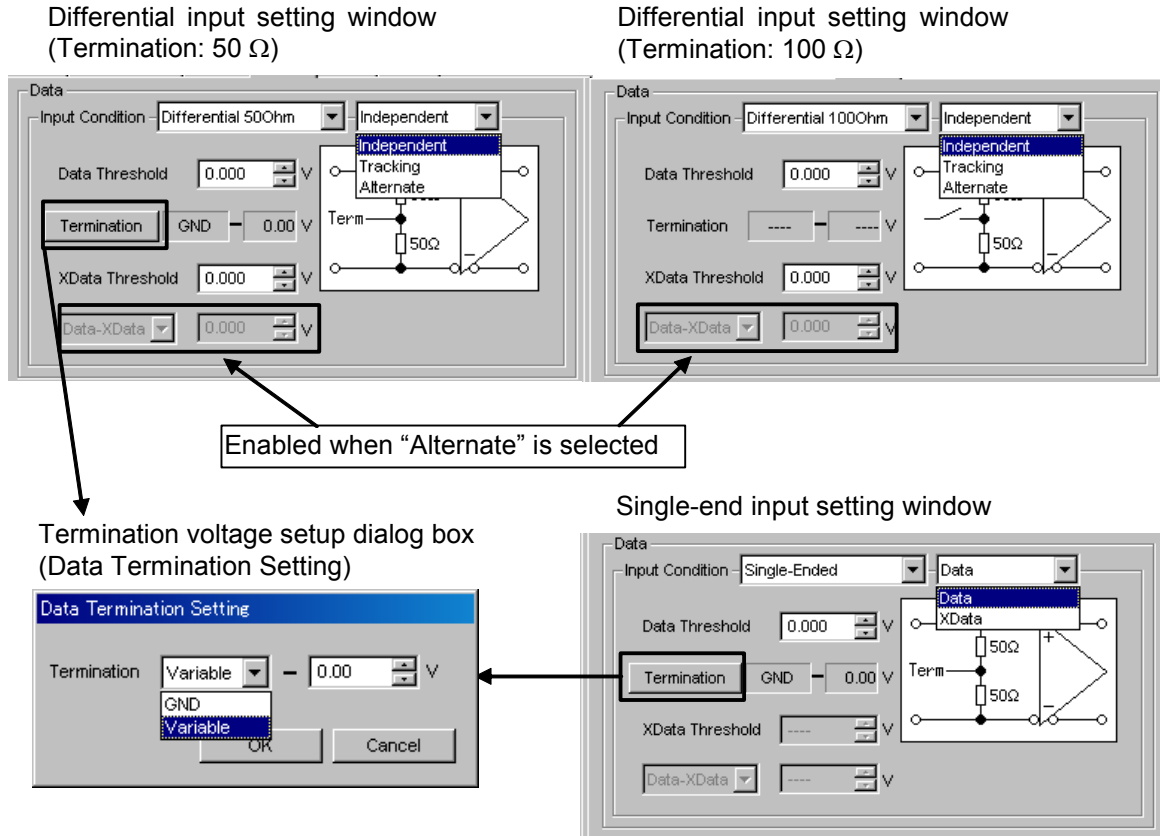 Differential input setting window
(Termination: 50 Ω)
Data
Input Condition
Differential 50Ohm
Independent
Independent
Tracking
Alternate
Data Threshold
0.000
V
Termination
GND
0.00
V
Term
50Ω
XData Threshold
0.000
V
Data-XData
0.000
V
Differential input setting window
(Termination: 100 Ω)
Data
Input Condition
Differential 100Ohm
Independent
Independent
Tracking
Alternate
Data Threshold
0.000
V
Termination
----
----
V
50Ω
XData Threshold
0.000
V
Data-XData
0.000
V
Enabled when “Alternate” is selected
Termination voltage setup dialog box
(Data Termination Setting)
Data Termination Setting
Termination
Variable
0.00
V
GND
Variable
OK
Cancel
Single-end input setting window
Data
Input Condition
Single-Ended
Data
Data
XData
Data Threshold
0.000
V
50Ω
Termination
GND
0.00
V
Term
50Ω
XData Threshold
----
V
Data-XData
----
V